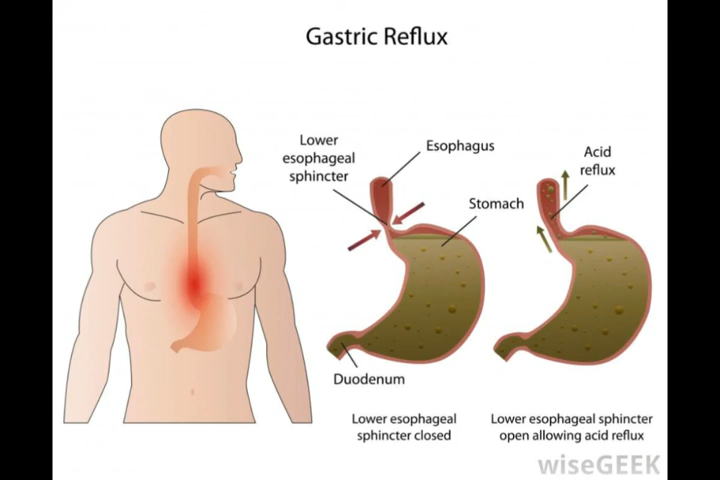 Gastric Reflux
Lower
esophageal
sphincter
Esophagus
Stomach
Acid
reflux
Duodenum
Lower esophageal
sphincter closed
Lower esophageal sphincter
open allowing acid reflux
wiseGEEK